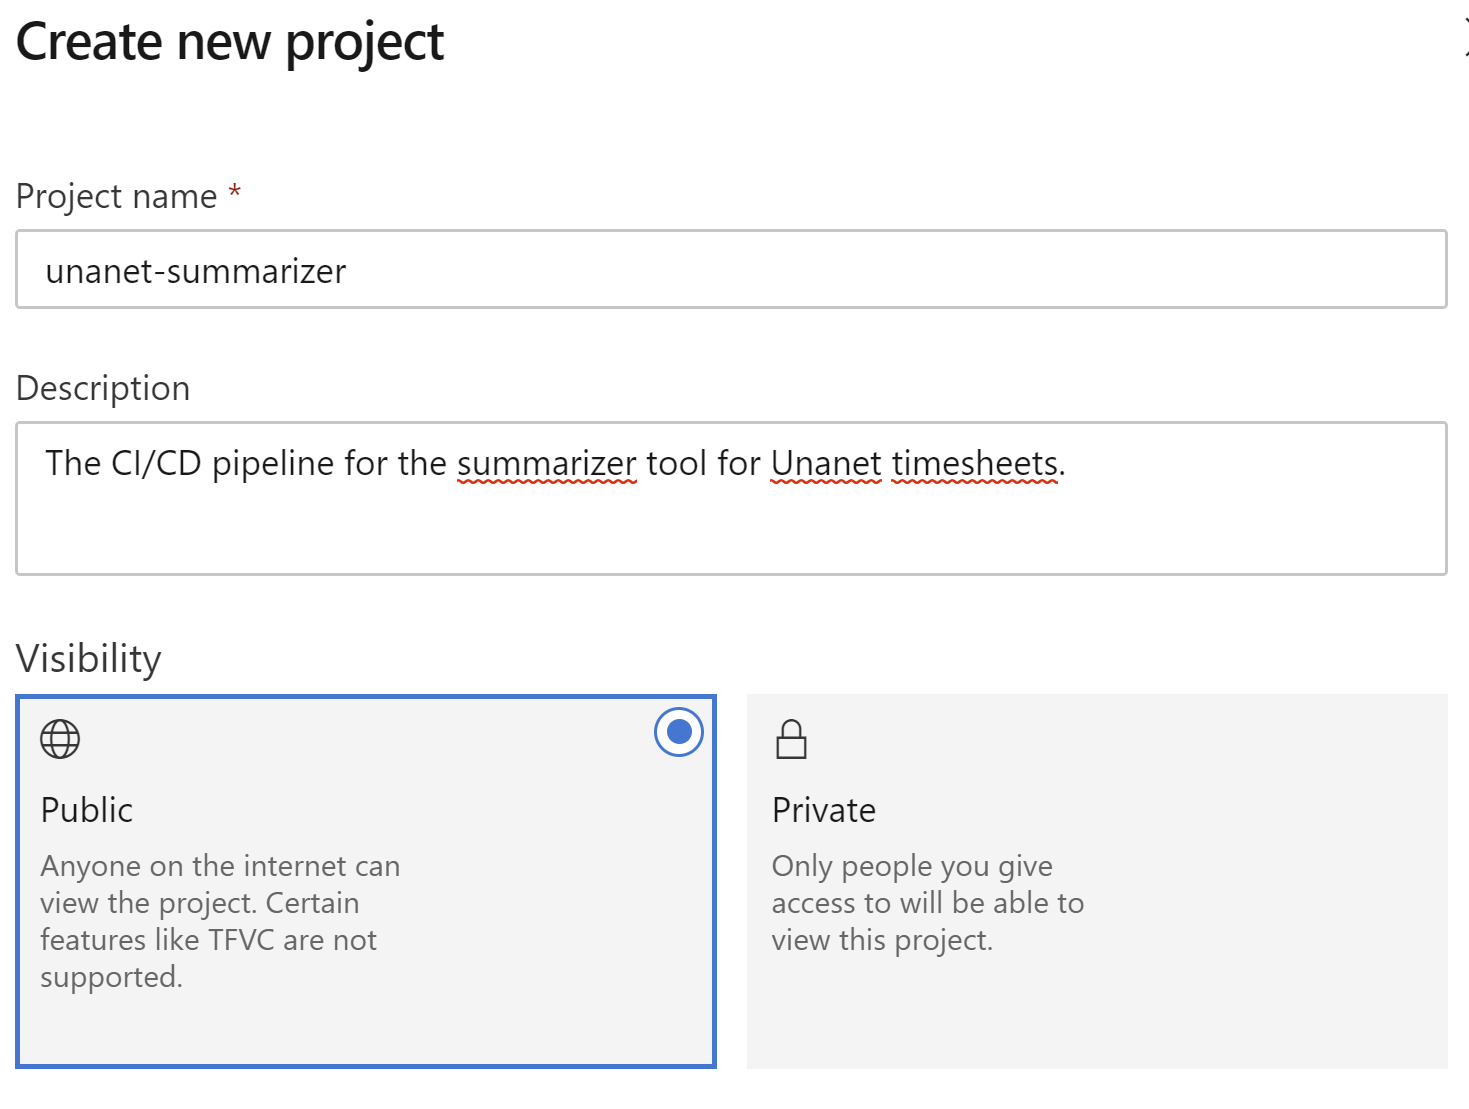 Create new project
Project name *
unanet-summarizer
Description
The CI/CD pipeline for the summarizer tool for Unanet timesheets.
Visibility
Public
Anyone on the internet can
view the project. Certain
features like TFVC are not
supported.
Private
Only people you give
access to will be able to
view this project.